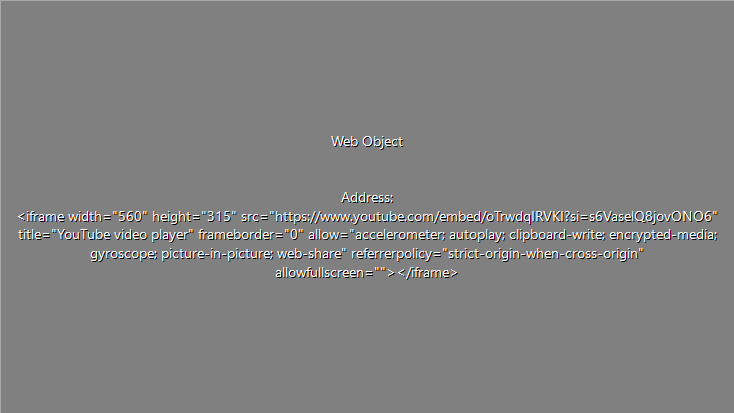 Web Object
Address:
<iframe width="560" height="315" src="https://www.youtube.com/embed/oTrwdqIRVKI?si=s6VaselQ8jovONO6"
title="YouTube video player" frameborder="0" allow="accelerometer; autoplay; clipboard-write; encrypted-media;
gyroscope; picture-in-picture; web-share" referrerpolicy="strict-origin-when-cross-origin"
allowfullscreen=""></iframe>